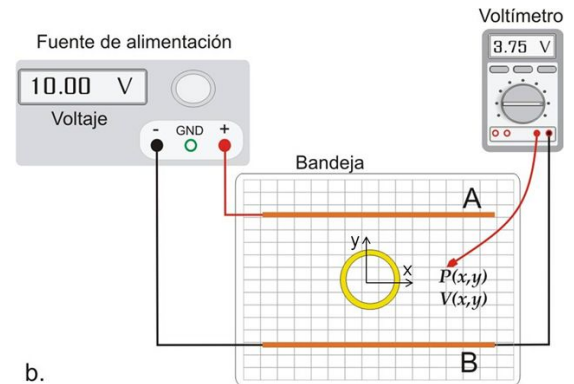 Voltímetro
3.75 V
Fuente de alimentación
10.00 V
Voltaje
- GND +
Bandeja
A
y
x
P(x,y)
V(x,y)
B
b.